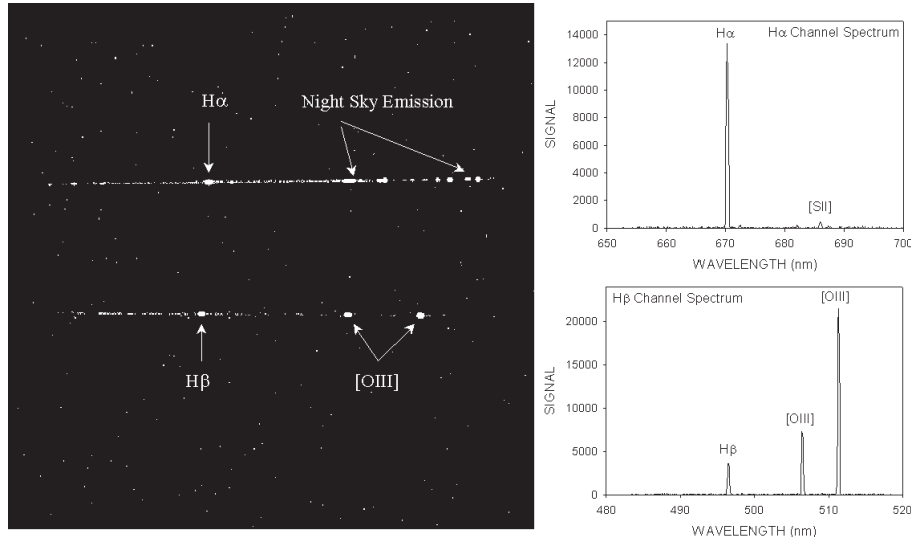 Hα
Night Sky Emission
Hβ
[OIII]
Hα
Hα Channel Spectrum
14000
12000
10000
8000
6000
4000
2000
0
SIGNAL
[SII]
650
660
670
680
690
700
WAVELENGTH (nm)
Hβ Channel Spectrum
[OIII]
20000
15000
10000
5000
0
SIGNAL
[OIII]
Hβ
480
490
500
510
520
WAVELENGTH (nm)